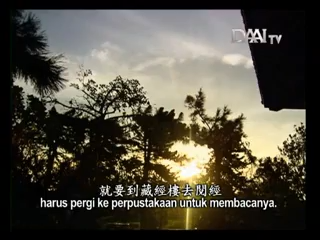 DAAI TV
就要到藏經樓去閱經
harus pergi ke perpustakaan untuk membacanya.